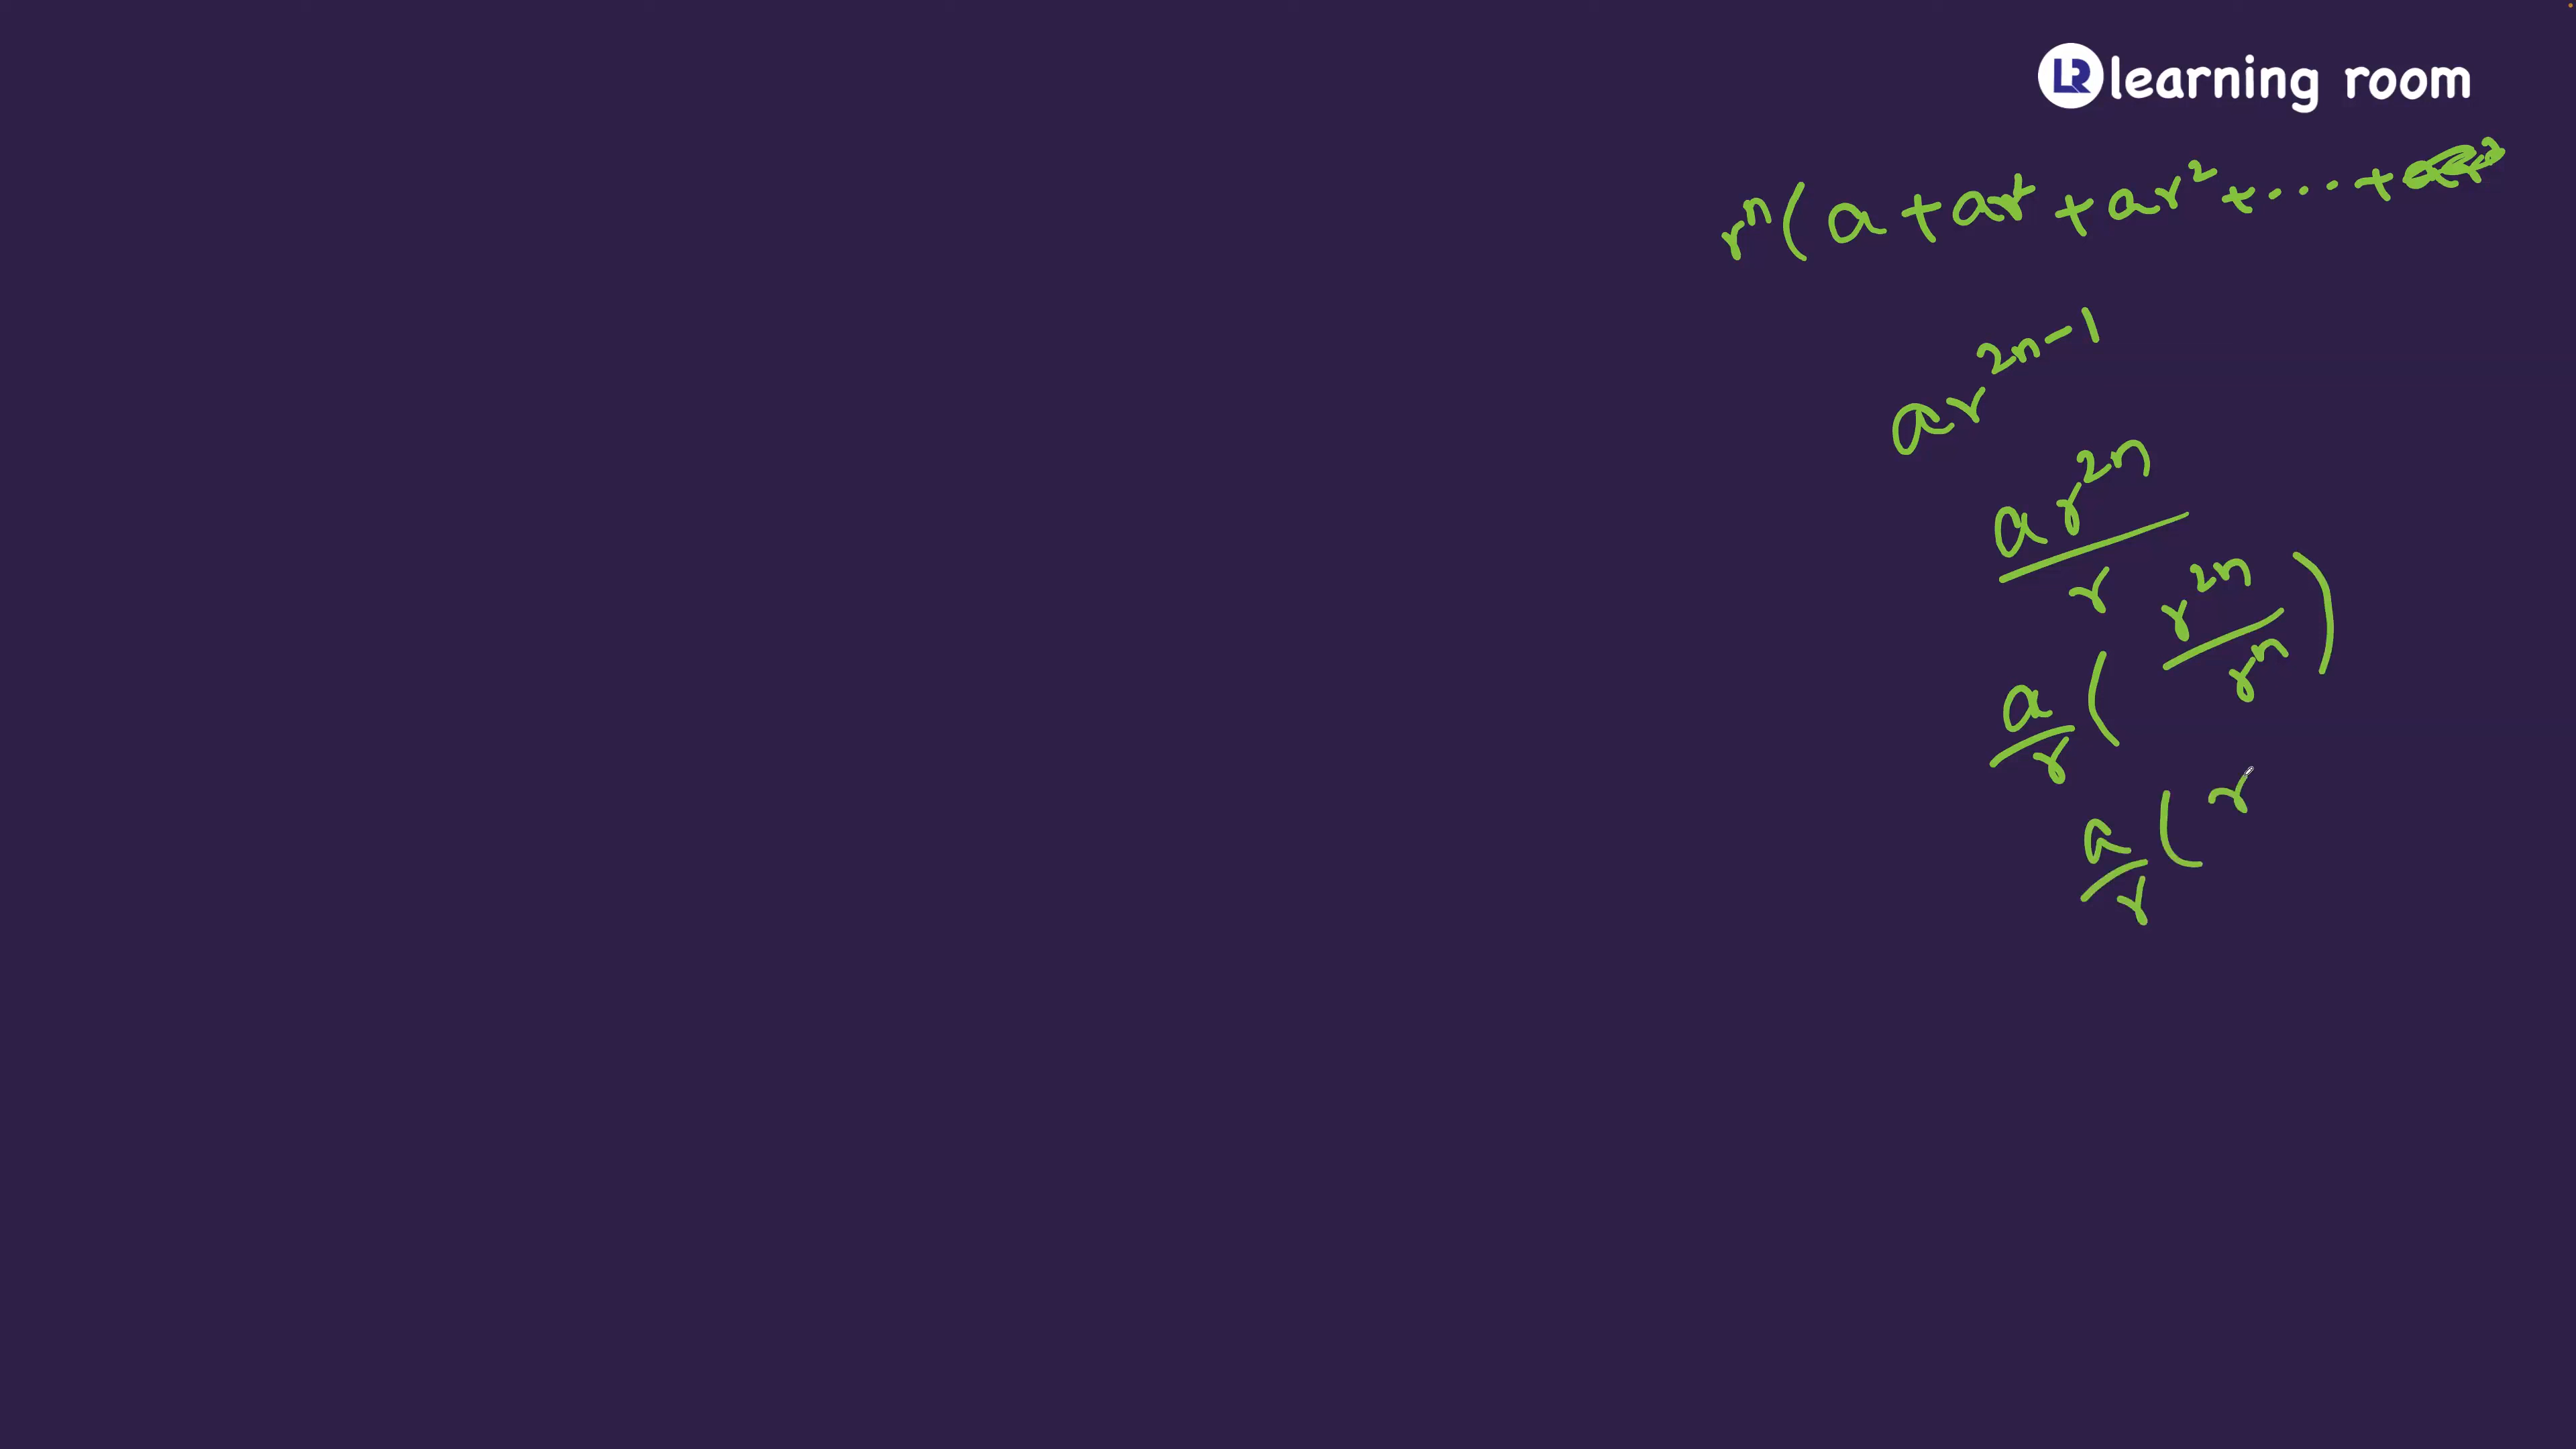 learning room
rⁿ(a + ar + ar² + ... +
ar²ⁿ⁻¹
ar²ⁿ/r
a/r ( r²ⁿ/rⁿ )
a/r ( r